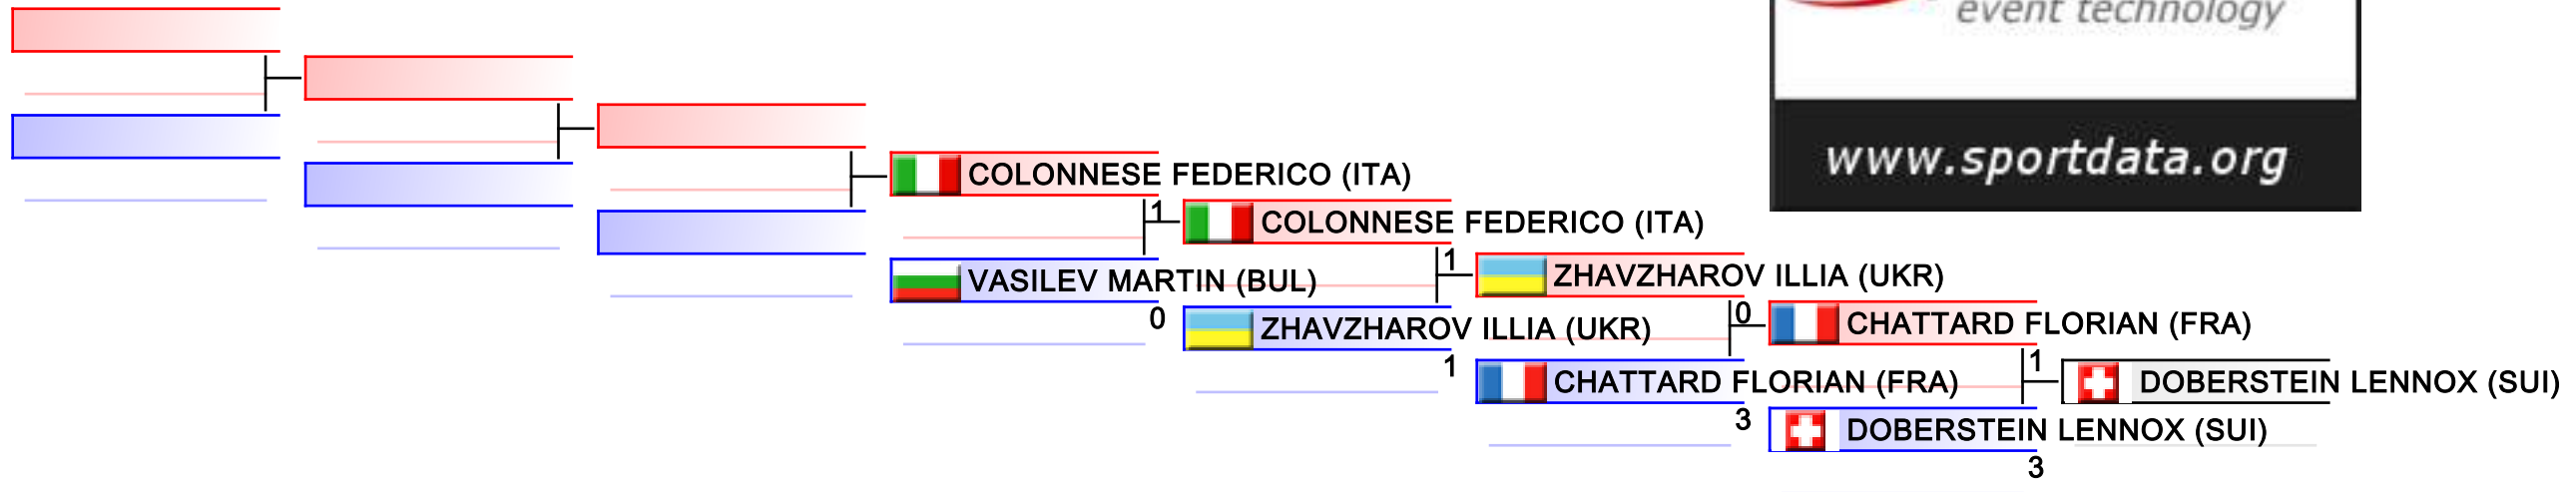 event technology
www.sportdata.org
COLONNESE FEDERICO (ITA)
1
COLONNESE FEDERICO (ITA)
VASILEV MARTIN (BUL)
0
1
ZHAVZHAROV ILLIA (UKR)
ZHAVZHAROV ILLIA (UKR)
1
0
CHATTARD FLORIAN (FRA)
CHATTARD FLORIAN (FRA)
3
1
DOBERSTEIN LENNOX (SUI)
DOBERSTEIN LENNOX (SUI)
3